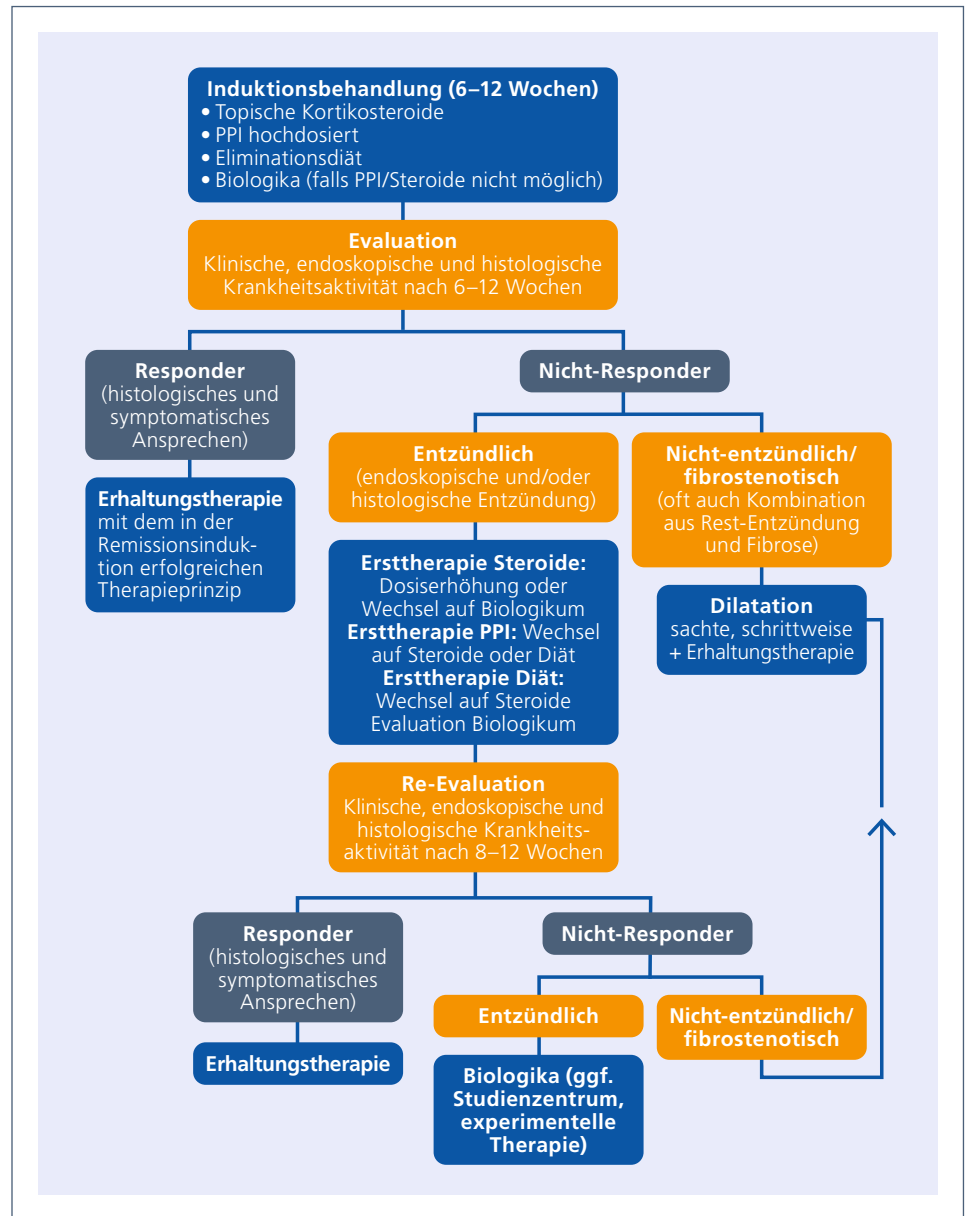 Induktionsbehandlung (6–12 Wochen)
• Topische Kortikosteroide
• PPI hochdosiert
• Eliminationsdiät
• Biologika (falls PPI/Steroide nicht möglich)
Evaluation
Klinische, endoskopische und histologische
Krankheitsaktivität nach 6–12 Wochen
Responder
(histologisches und
symptomatisches
Ansprechen)
Erhaltungstherapie
mit dem in der
Remissionsinduk-
tion erfolgreichen
Therapieprinzip
Nicht-Responder
Entzündlich
(endoskopische und/oder
histologische Entzündung)
Ersttherapie Steroide:
Dosiserhöhung oder
Wechsel auf Biologikum
Ersttherapie PPI: Wechsel
auf Steroide oder Diät
Ersttherapie Diät:
Wechsel auf Steroide
Evaluation Biologikum
Nicht-entzündlich/
fibrostenotisch
(oft auch Kombination
aus Rest-Entzündung
und Fibrose)
Dilatation
sachte, schrittweise
+ Erhaltungstherapie
Re-Evaluation
Klinische, endoskopische und
histologische Krankheits-
aktivität nach 8–12 Wochen
Responder
(histologisches und
symptomatisches
Ansprechen)
Erhaltungstherapie
Nicht-Responder
Entzündlich
Biologika (ggf.
Studienzentrum,
experimentelle
Therapie)
Nicht-entzündlich/
fibrostenotisch